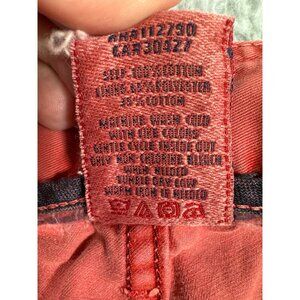 RN#112790
CA#30427
SELF 100% COTTON
LINING 65% POLYESTER
35% COTTON
MACHINE WASH COLD
WITH LIKE COLORS
GENTLE CYCLE INSIDE OUT
ONLY NON-CHLORINE BLEACH
WHEN NEEDED
TUMBLE DRY LOW
WARM IRON IF NEEDED